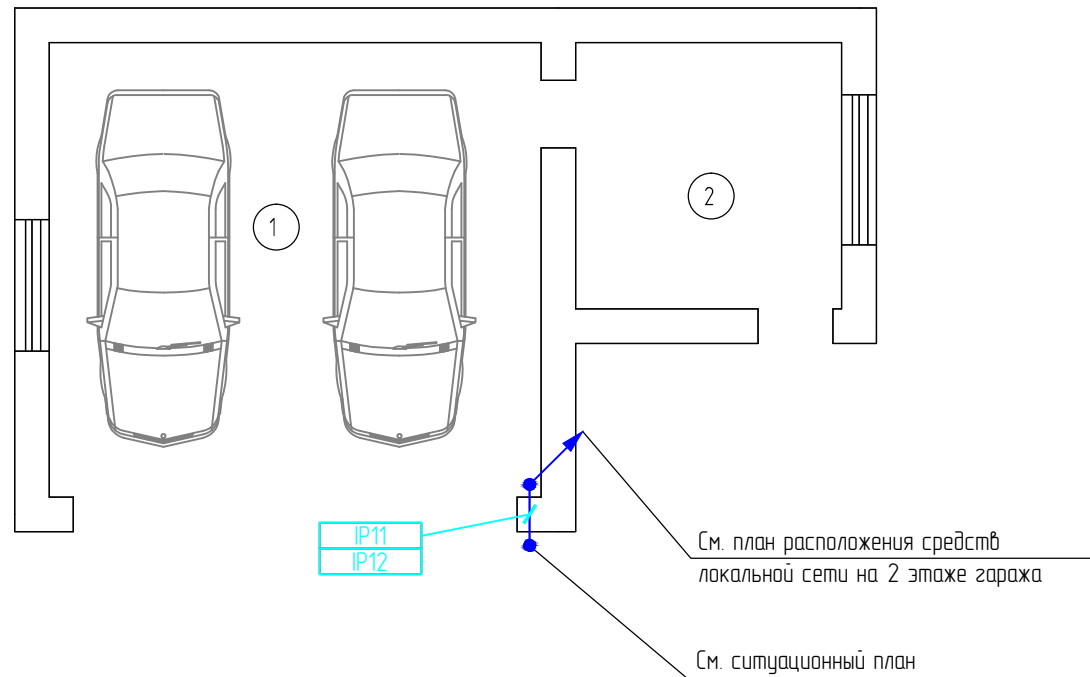 2
1
IP11
IP12
См. план расположения средств
локальной сети на 2 этаже гаража
См. ситуационный план